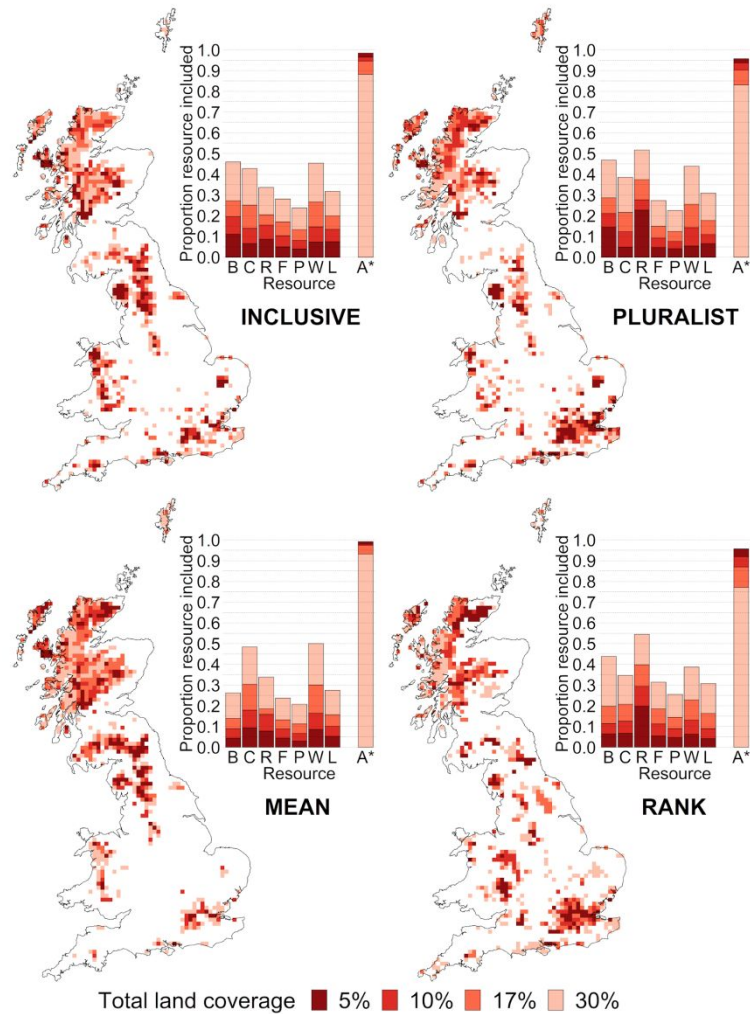 Proportion resource included
1.0
0.9
0.8
0.7
0.6
0.5
0.4
0.3
0.2
0.1
0.0
B C R F P W L A*
Resource
INCLUSIVE
Proportion resource included
1.0
0.9
0.8
0.7
0.6
0.5
0.4
0.3
0.2
0.1
0.0
B C R F P W L A*
Resource
PLURALIST
Proportion resource included
1.0
0.9
0.8
0.7
0.6
0.5
0.4
0.3
0.2
0.1
0.0
B C R F P W L A*
Resource
MEAN
Proportion resource included
1.0
0.9
0.8
0.7
0.6
0.5
0.4
0.3
0.2
0.1
0.0
B C R F P W L A*
Resource
RANK
Total land coverage 5% 10% 17% 30%